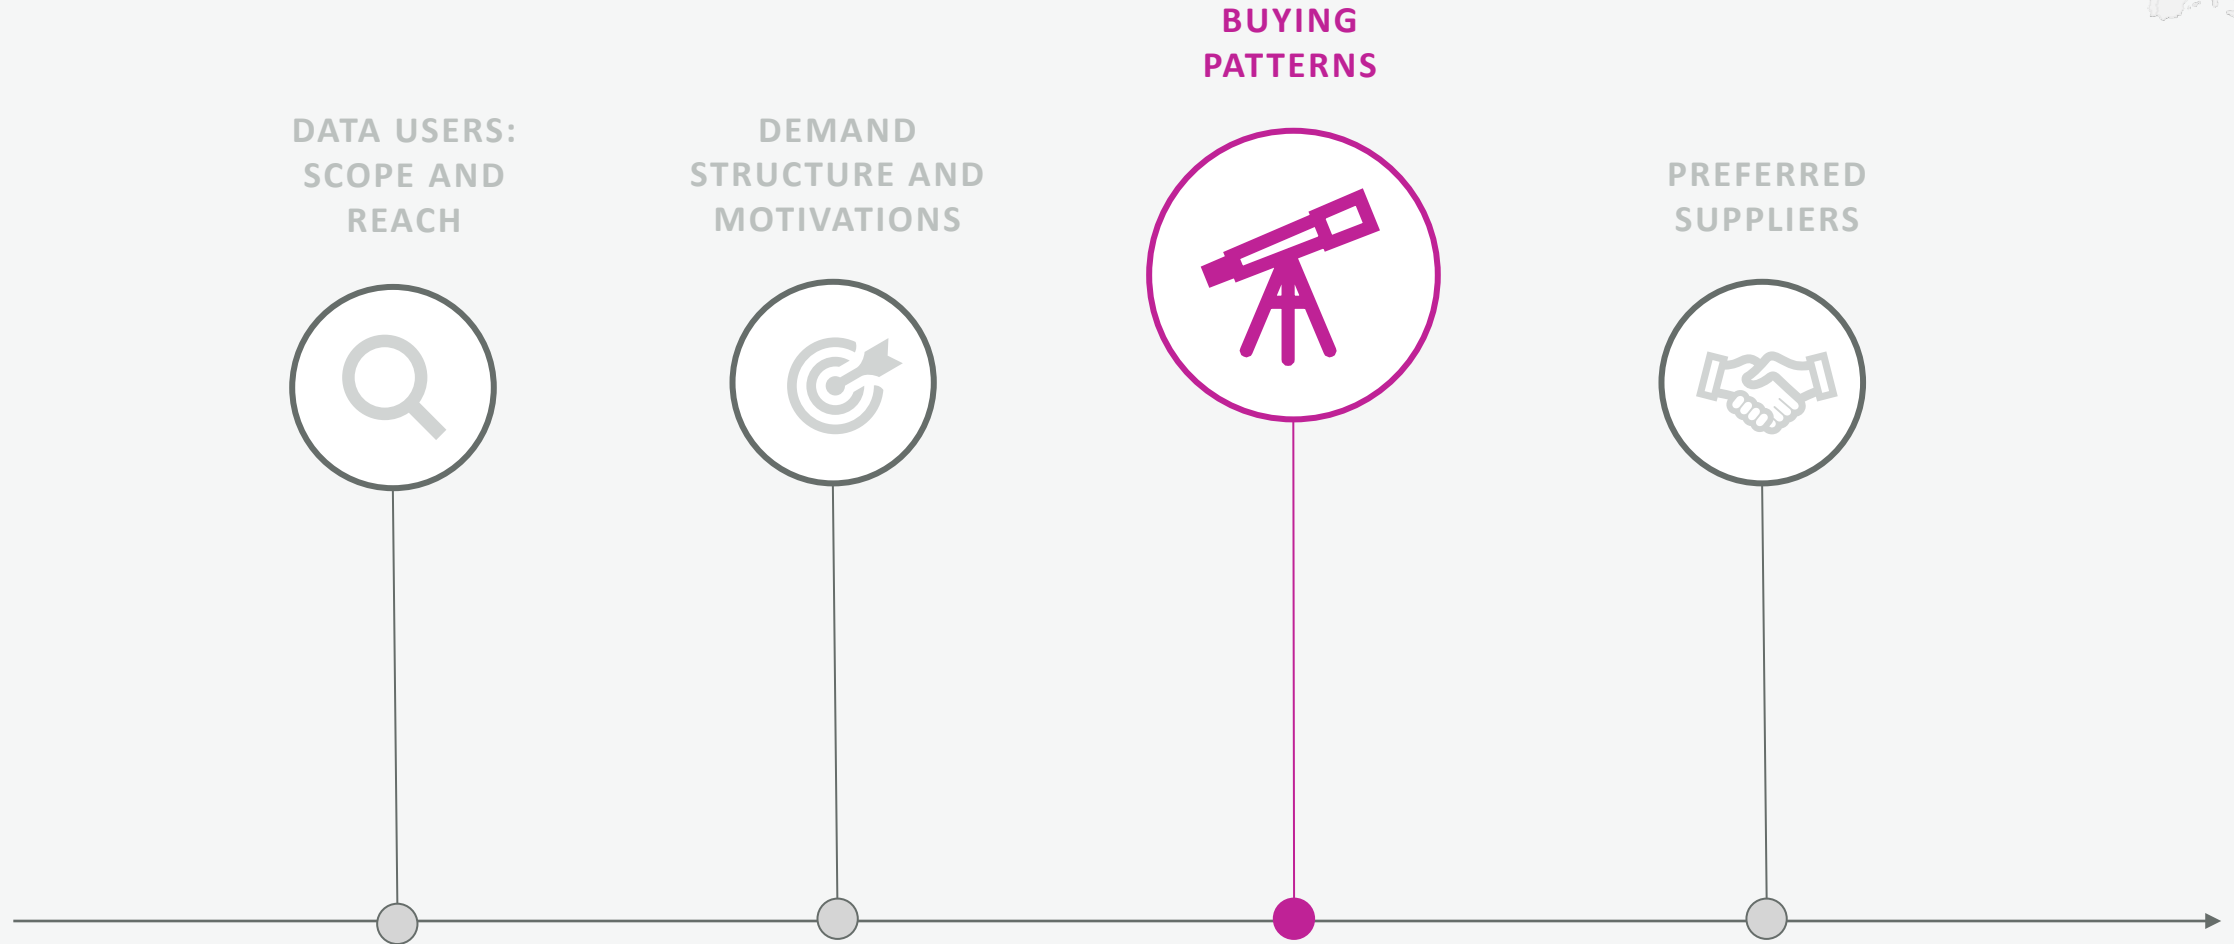 DATA USERS:
SCOPE AND
REACH
DEMAND
STRUCTURE AND
MOTIVATIONS
BUYING
PATTERNS
PREFERRED
SUPPLIERS